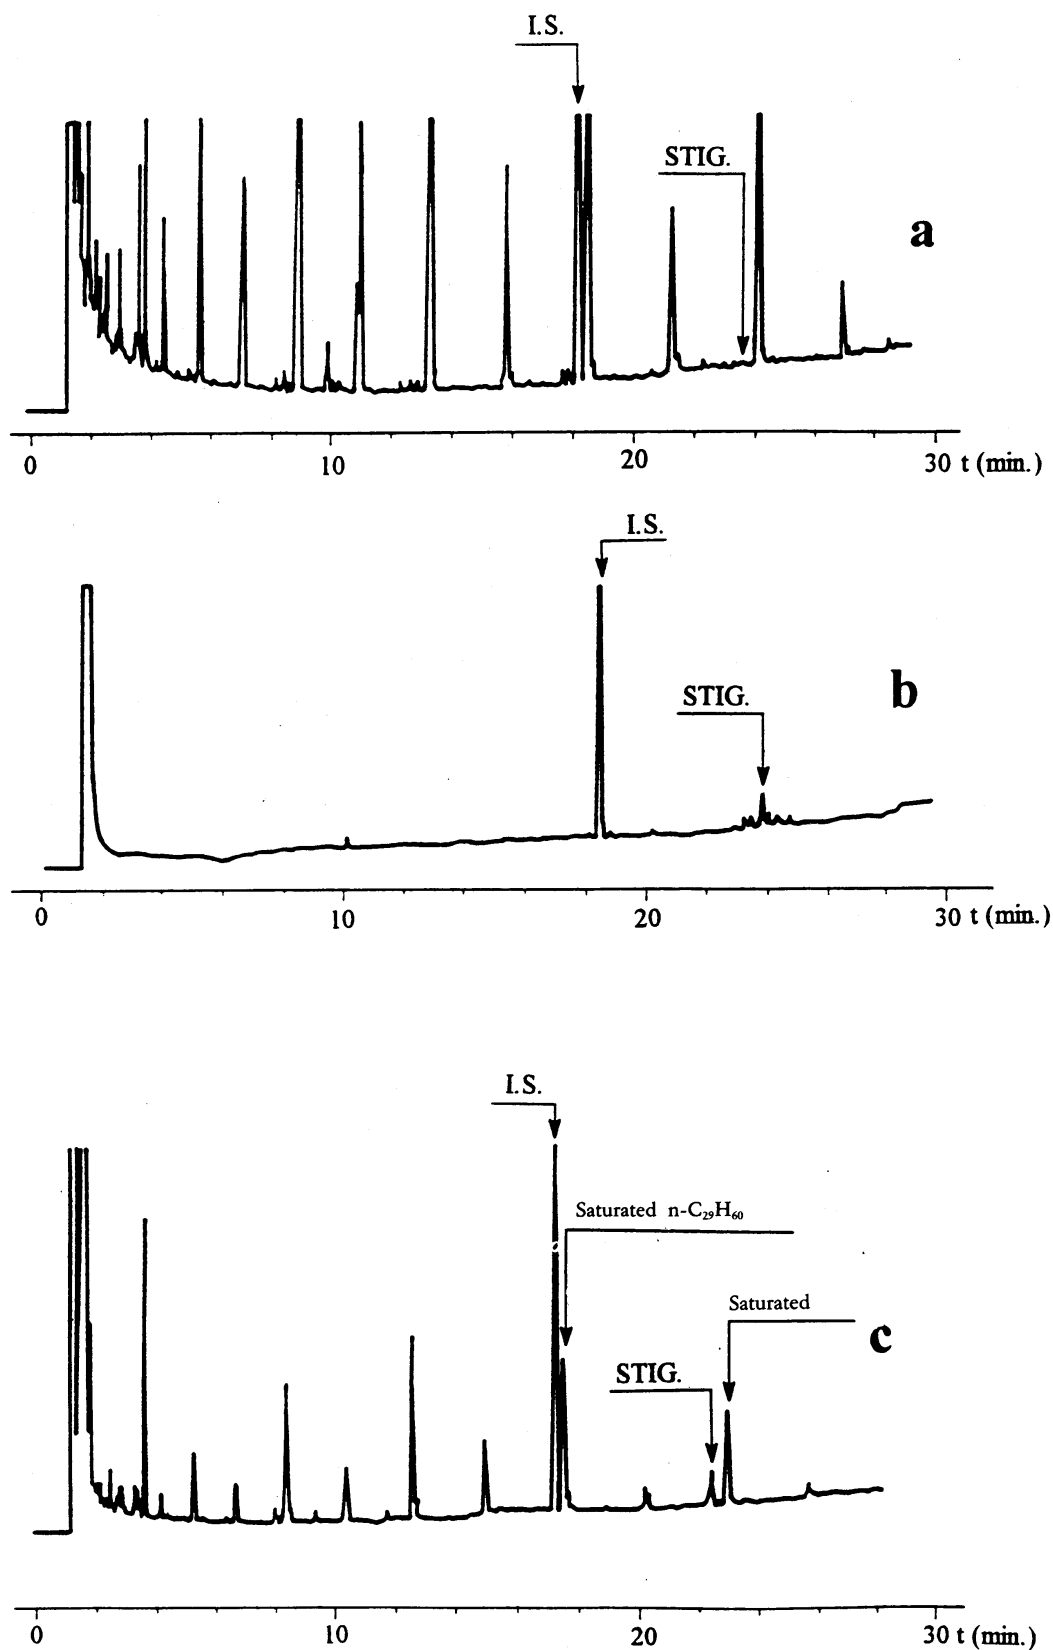 I.S.
STIG.
a
0 10 20 30 t (min.)
I.S.
STIG.
b
0 10 20 30 t (min.)
I.S.
Saturated n-C₂₉H₆₀
Saturated
STIG.
c
0 10 20 30 t (min.)